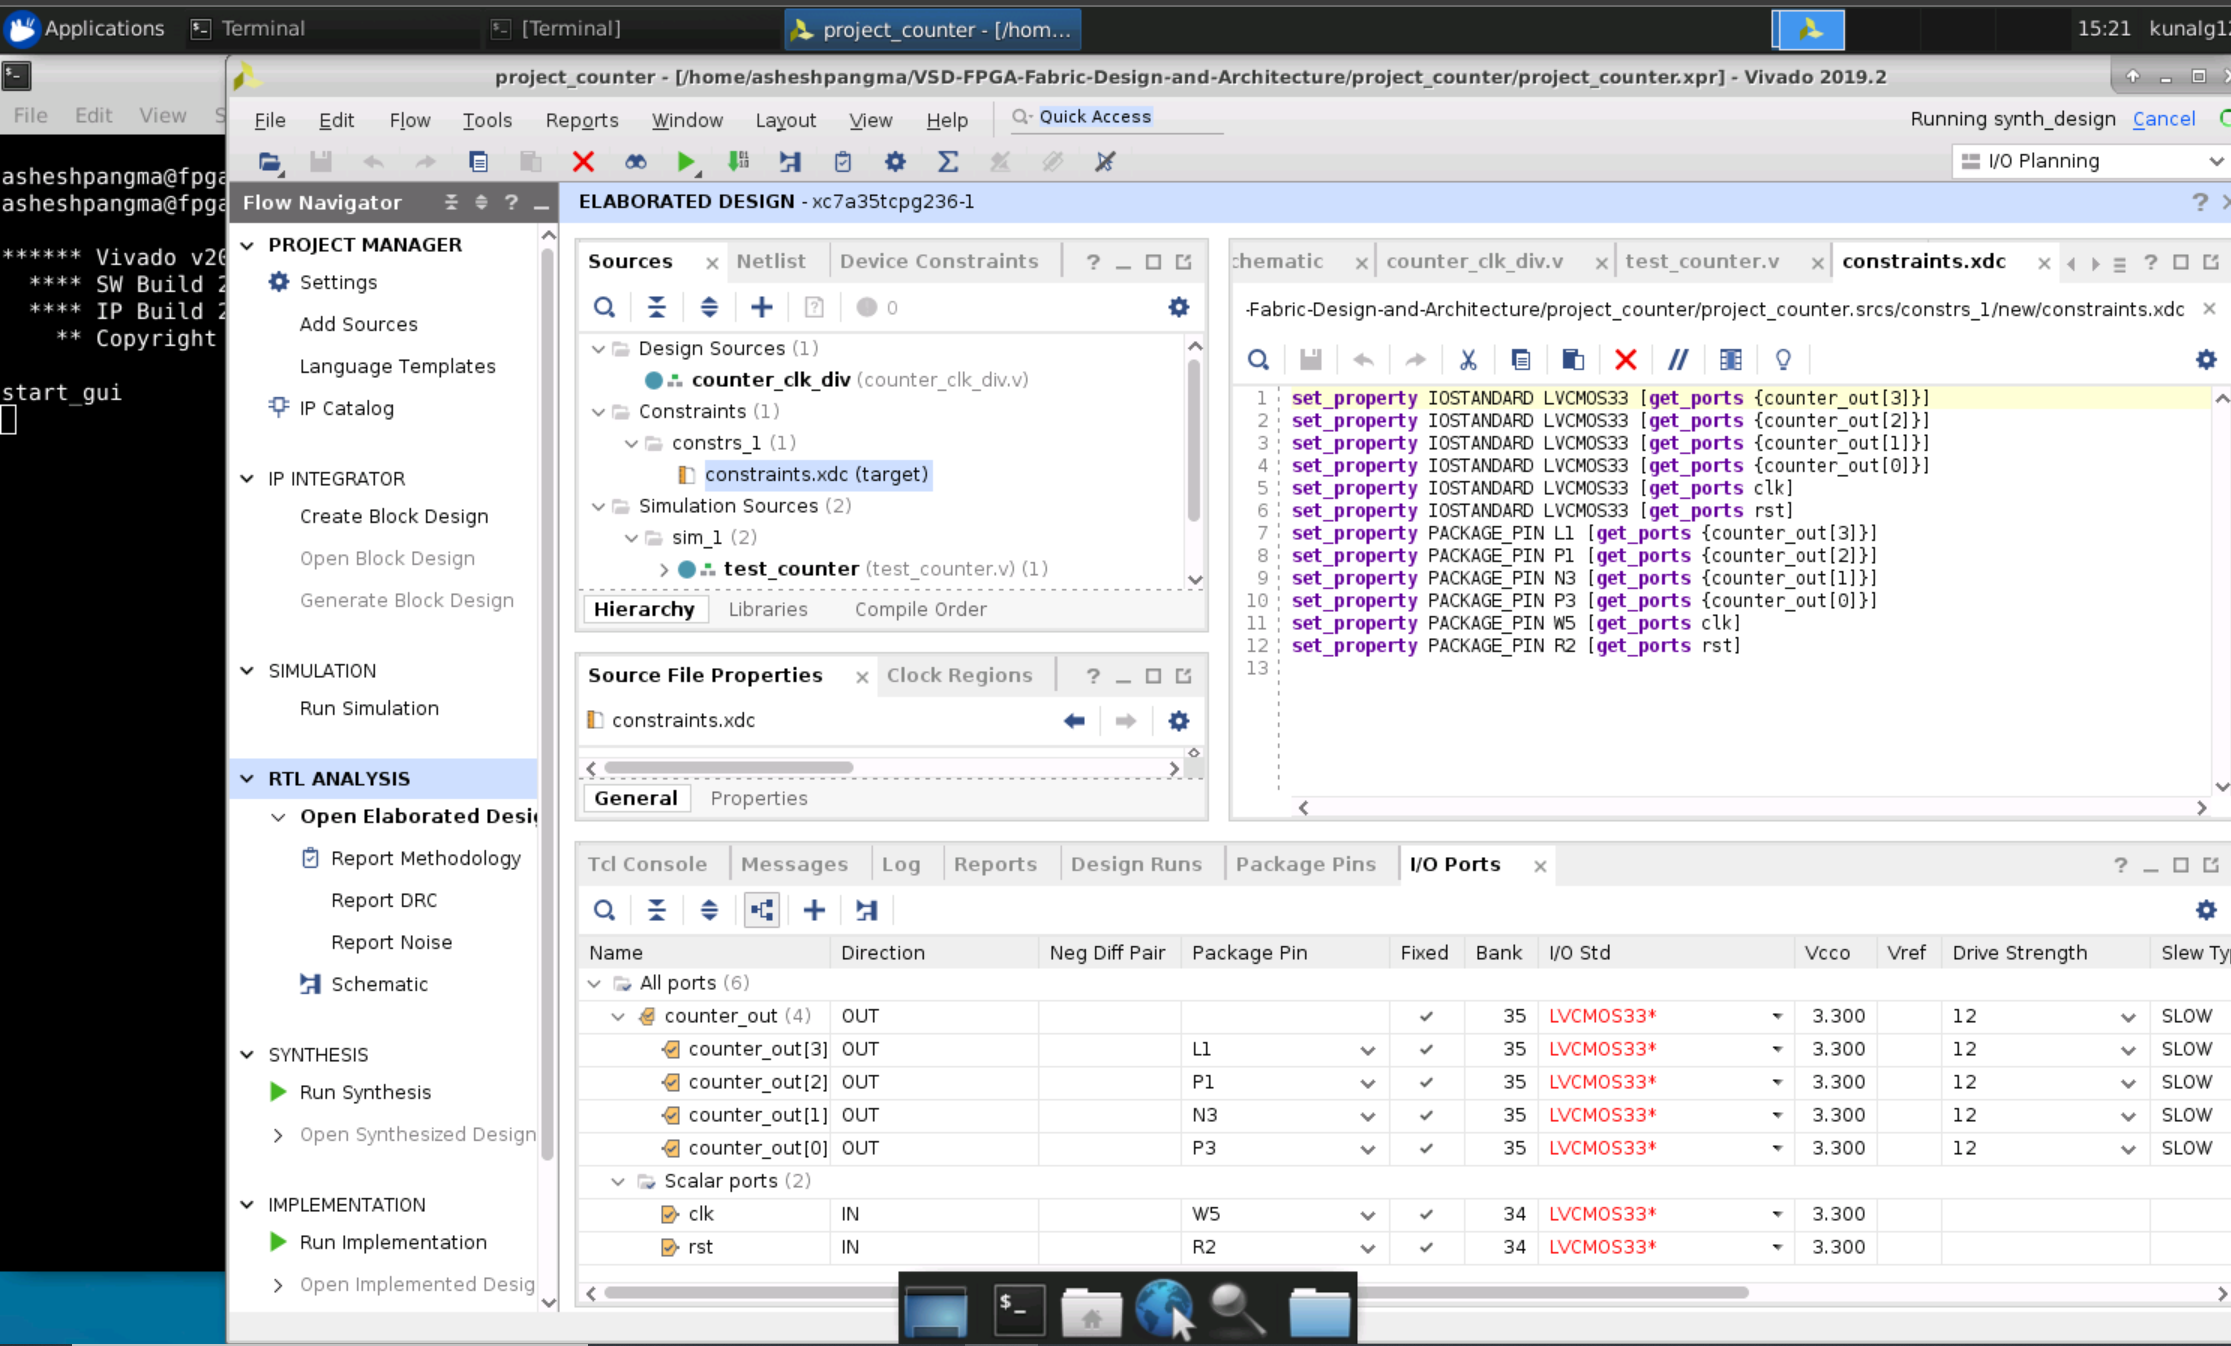 Applications
Terminal
[Terminal]
project_counter - [/hom...
15:21
kunalg12
project_counter - [/home/asheshpangma/VSD-FPGA-Fabric-Design-and-Architecture/project_counter/project_counter.xpr] - Vivado 2019.2
File Edit View S
File Edit Flow Tools Reports Window Layout View Help
Quick Access
Running synth_design Cancel
I/O Planning
asheshpangma@fpga
asheshpangma@fpga
****** Vivado v20
**** SW Build 2
**** IP Build 2
** Copyright
start_gui
Flow Navigator
PROJECT MANAGER
Settings
Add Sources
Language Templates
IP Catalog
IP INTEGRATOR
Create Block Design
Open Block Design
Generate Block Design
SIMULATION
Run Simulation
RTL ANALYSIS
Open Elaborated Desi
Report Methodology
Report DRC
Report Noise
Schematic
SYNTHESIS
Run Synthesis
Open Synthesized Design
IMPLEMENTATION
Run Implementation
Open Implemented Desig
ELABORATED DESIGN - xc7a35tcpg236-1
Sources Netlist Device Constraints
0
Design Sources (1)
counter_clk_div (counter_clk_div.v)
Constraints (1)
constrs_1 (1)
constraints.xdc (target)
Simulation Sources (2)
sim_1 (2)
test_counter (test_counter.v) (1)
Hierarchy Libraries Compile Order
Source File Properties Clock Regions
constraints.xdc
General Properties
chematic counter_clk_div.v test_counter.v constraints.xdc
-Fabric-Design-and-Architecture/project_counter/project_counter.srcs/constrs_1/new/constraints.xdc
1 set_property IOSTANDARD LVCMOS33 [get_ports {counter_out[3]}]
2 set_property IOSTANDARD LVCMOS33 [get_ports {counter_out[2]}]
3 set_property IOSTANDARD LVCMOS33 [get_ports {counter_out[1]}]
4 set_property IOSTANDARD LVCMOS33 [get_ports {counter_out[0]}]
5 set_property IOSTANDARD LVCMOS33 [get_ports clk]
6 set_property IOSTANDARD LVCMOS33 [get_ports rst]
7 set_property PACKAGE_PIN L1 [get_ports {counter_out[3]}]
8 set_property PACKAGE_PIN P1 [get_ports {counter_out[2]}]
9 set_property PACKAGE_PIN N3 [get_ports {counter_out[1]}]
10 set_property PACKAGE_PIN P3 [get_ports {counter_out[0]}]
11 set_property PACKAGE_PIN W5 [get_ports clk]
12 set_property PACKAGE_PIN R2 [get_ports rst]
13
Tcl Console Messages Log Reports Design Runs Package Pins I/O Ports
Name Direction Neg Diff Pair Package Pin Fixed Bank I/O Std Vcco Vref Drive Strength Slew Ty
All ports (6)
counter_out (4) OUT 35 LVCMOS33* 3.300 12 SLOW
counter_out[3] OUT L1 35 LVCMOS33* 3.300 12 SLOW
counter_out[2] OUT P1 35 LVCMOS33* 3.300 12 SLOW
counter_out[1] OUT N3 35 LVCMOS33* 3.300 12 SLOW
counter_out[0] OUT P3 35 LVCMOS33* 3.300 12 SLOW
Scalar ports (2)
clk IN W5 34 LVCMOS33* 3.300
rst IN R2 34 LVCMOS33* 3.300